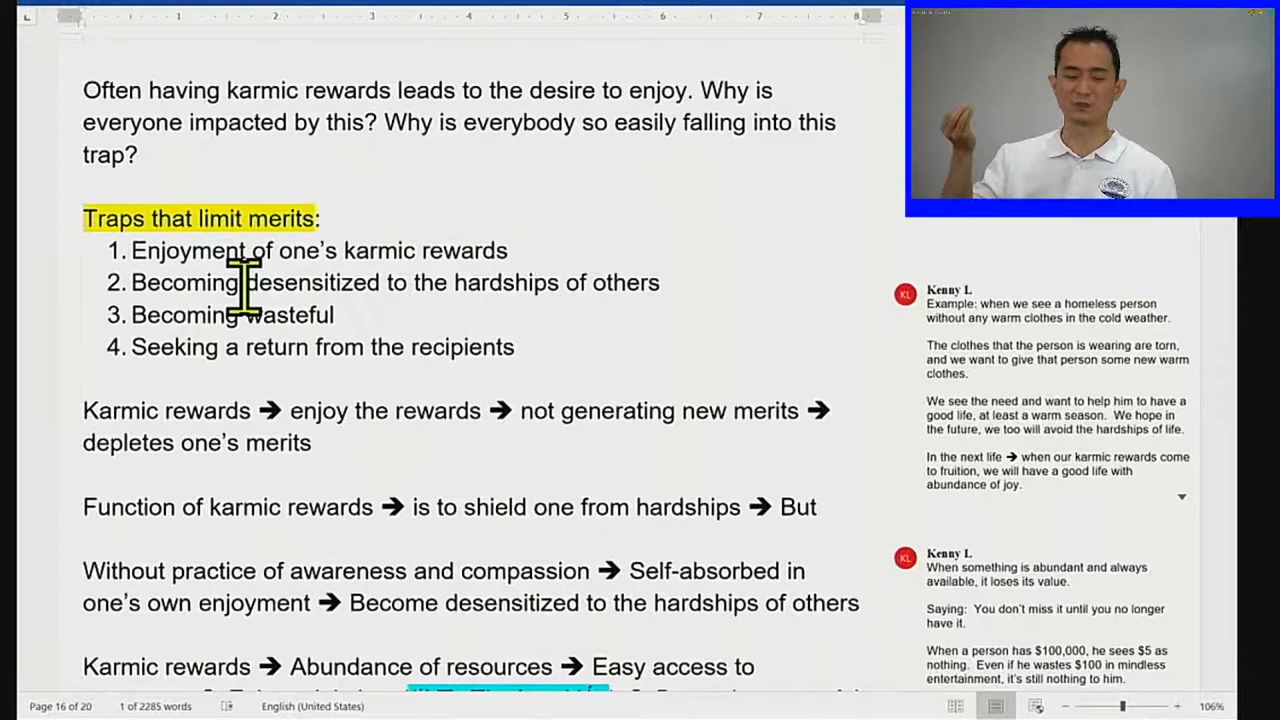 1 2 3 4 5 6 7 8
Often having karmic rewards leads to the desire to enjoy. Why is
everyone impacted by this? Why is everybody so easily falling into this
trap?
Traps that limit merits:
1. Enjoyment of one's karmic rewards
2. Becoming desensitized to the hardships of others
3. Becoming wasteful
4. Seeking a return from the recipients
Karmic rewards ➔ enjoy the rewards ➔ not generating new merits ➔
depletes one's merits
Function of karmic rewards ➔ is to shield one from hardships ➔ But
Without practice of awareness and compassion ➔ Self-absorbed in
one's own enjoyment ➔ Become desensitized to the hardships of others
Karmic rewards ➔ Abundance of resources ➔ Easy access to
KL
Kenny L
Example: when we see a homeless person
without any warm clothes in the cold weather.
The clothes that the person is wearing are torn,
and we want to give that person some new warm
clothes.
We see the need and want to help him to have a
good life, at least a warm season. We hope in
the future, we too will avoid the hardships of life.
In the next life ➔ when our karmic rewards come
to fruition, we will have a good life with
abundance of joy.
KL
Kenny L
When something is abundant and always
available, it loses its value.
Saying: You don't miss it until you no longer
have it.
When a person has $100,000, he sees $5 as
nothing. Even if he wastes $100 in mindless
entertainment, it's still nothing to him.
Page 16 of 20 1 of 2285 words English (United States) 106%